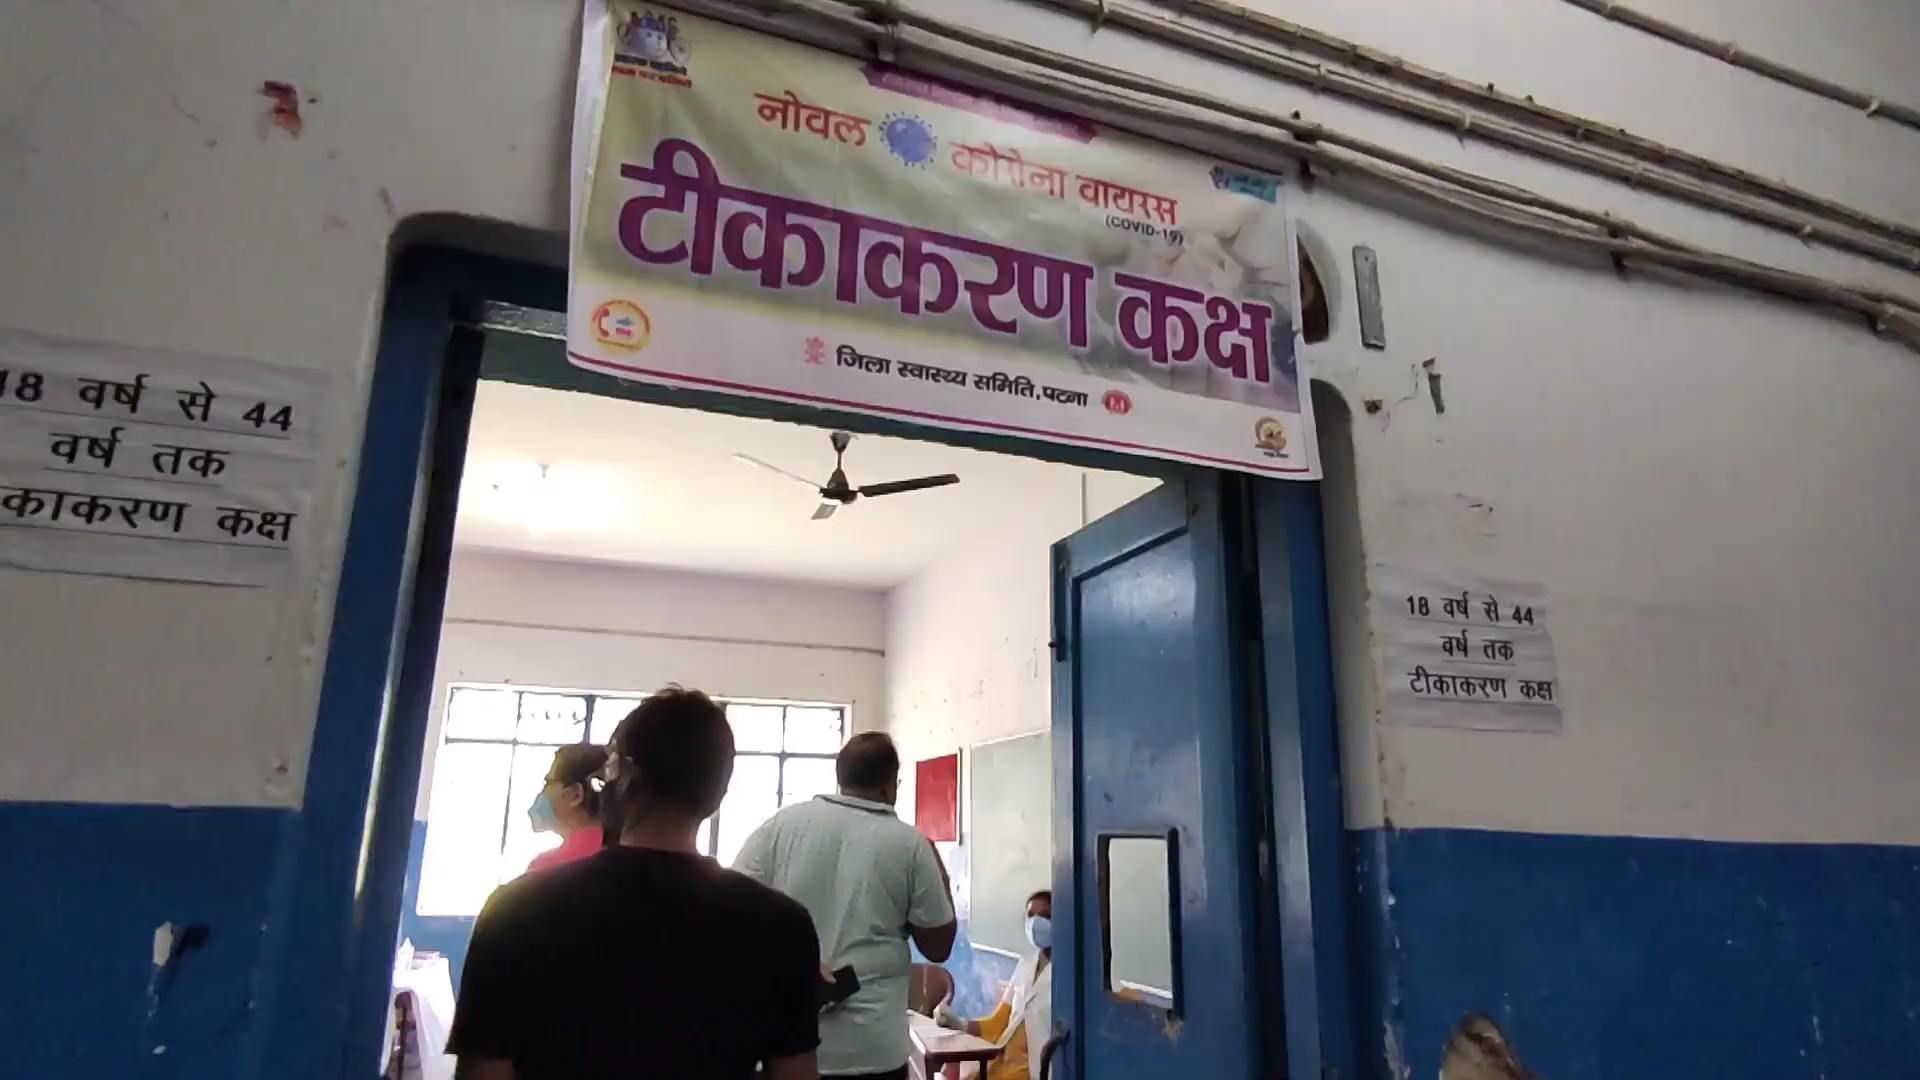 नोवल कोरोना वायरस
(COVID-19)
टीकाकरण कक्ष
जिला स्वास्थ्य समिति, पटना
18 वर्ष से 44
वर्ष तक
काकरण कक्ष
18 वर्ष से 44
वर्ष तक
टीकाकरण कक्ष